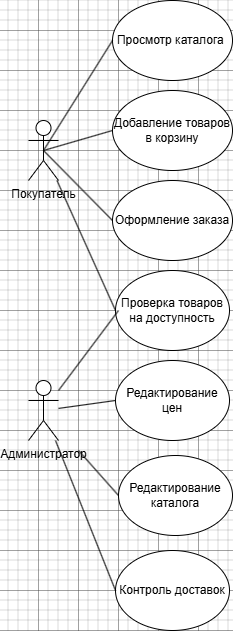 Просмотр каталога
Добавление товаров
в корзину
Покупатель
Оформление заказа
Проверка товаров
на доступность
Редактирование
цен
Администратор
Редактирование
каталога
Контроль доставок